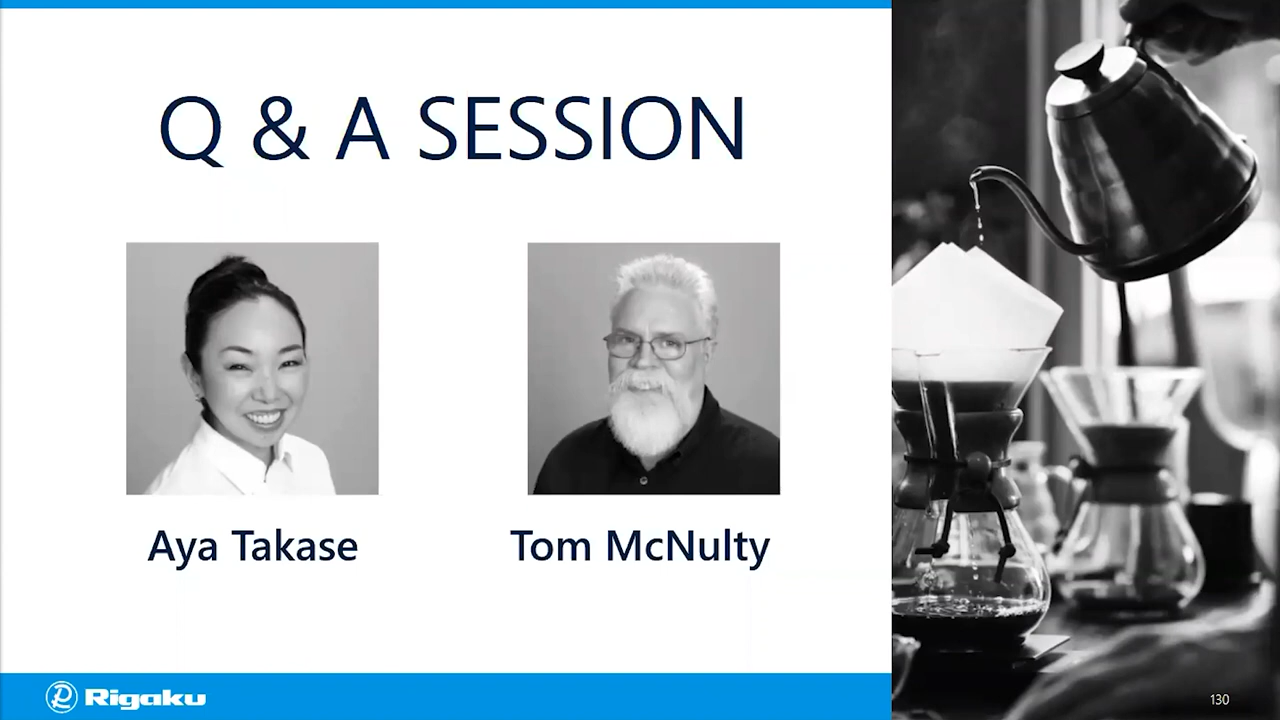 Q & A SESSION
Aya Takase
Tom McNulty
Rigaku
130